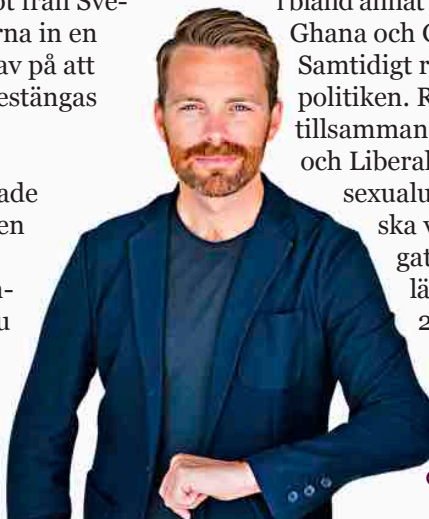 ot från Sve-
rna in en
av på att
estängas
ade
en
-
u
I bland annat
Ghana och
Samtidigt r
politiken. R
tillsamman
och Liberal
sexualu
ska v
gat
lä
2